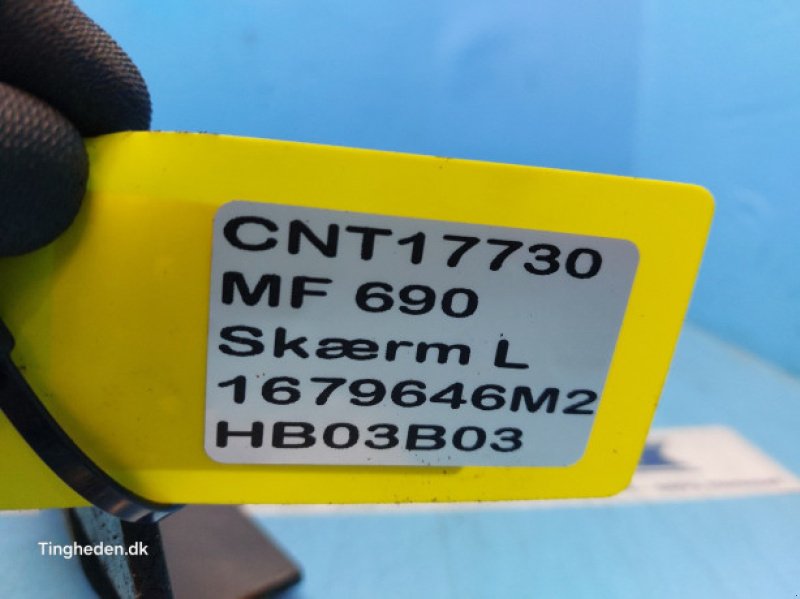 CNT17730
MF 690
Skærm L
1679646M2
HB03B03
Tingheden.dk